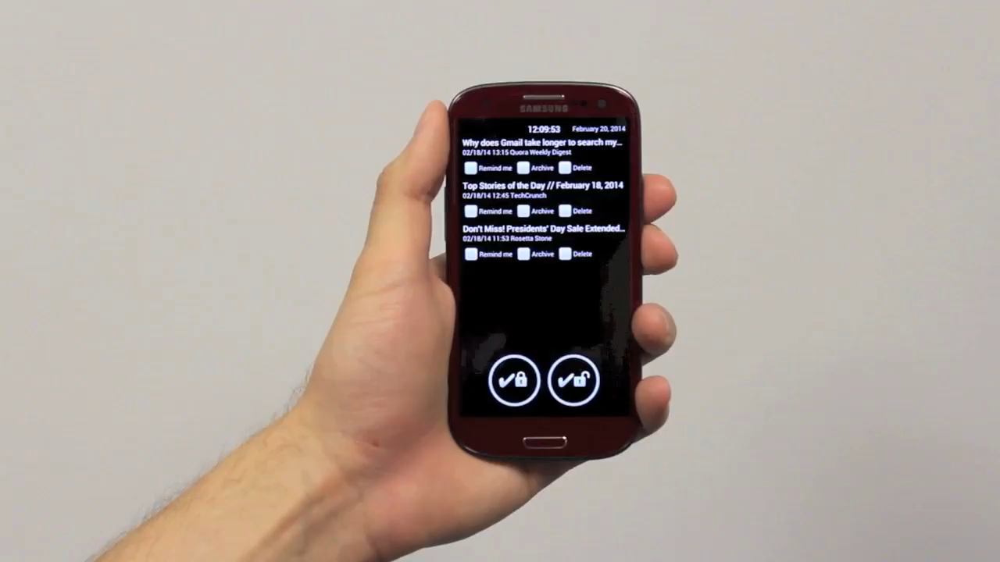 SAMSUNG
12:09:53 February 20, 2014
Why does Gmail take longer to search my...
02/18/14 13:15 Quora Weekly Digest
Remind me Archive Delete
Top Stories of the Day // February 18, 2014
02/18/14 12:45 TechCrunch
Remind me Archive Delete
Don't Miss! Presidents' Day Sale Extended...
02/18/14 11:53 Rosetta Stone
Remind me Archive Delete